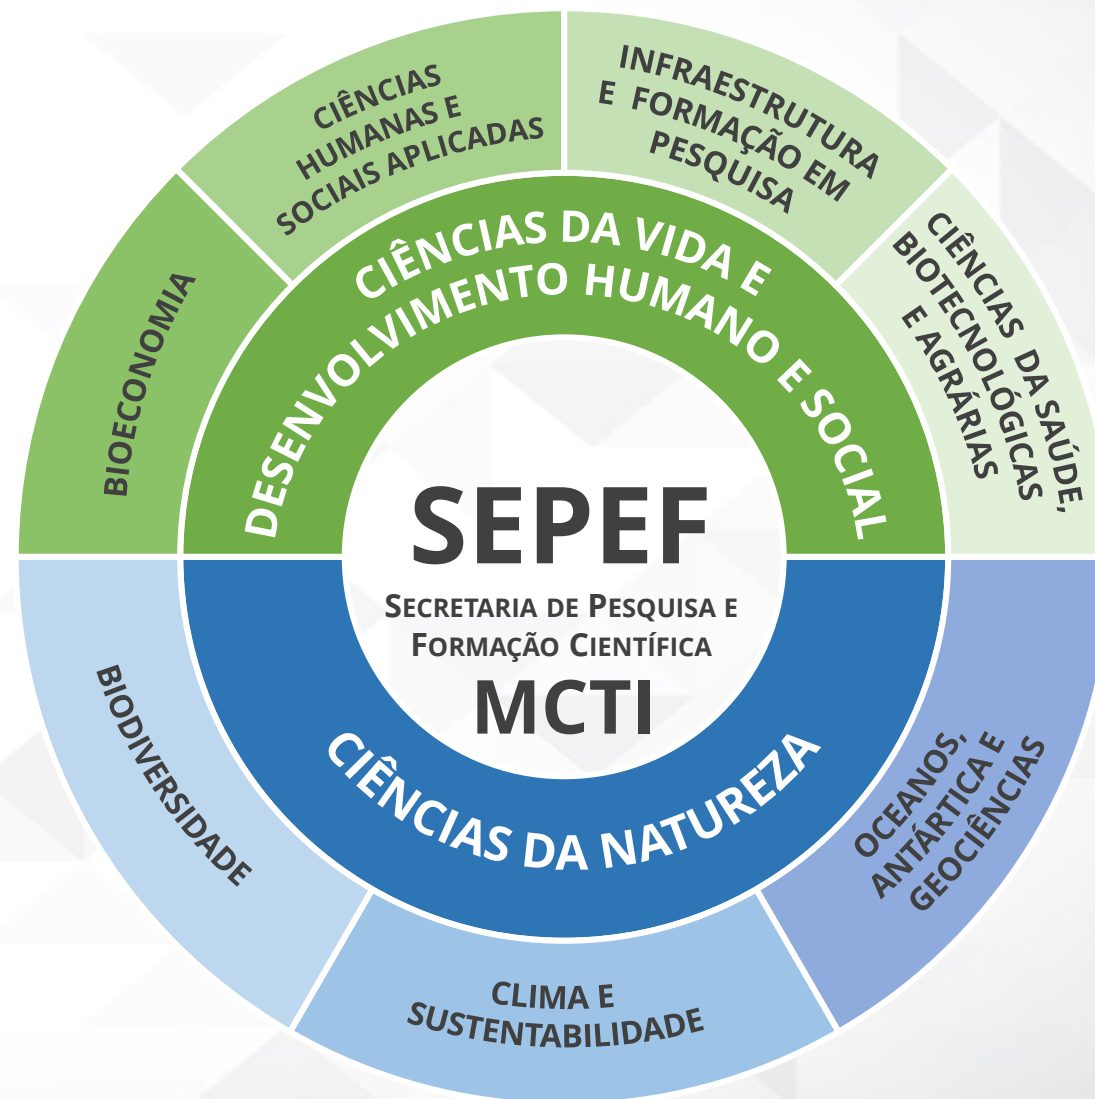 CIÊNCIAS
HUMANAS E
SOCIAIS APLICADAS
INFRAESTRUTURA
E FORMAÇÃO EM
PESQUISA
CIÊNCIAS DA SAÚDE,
BIOTECNOLÓGICAS
E AGRÁRIAS
BIOECONOMIA
CIÊNCIAS DA VIDA E
DESENVOLVIMENTO HUMANO E SOCIAL
SEPEF
SECRETARIA DE PESQUISA E
FORMAÇÃO CIENTÍFICA
MCTI
CIÊNCIAS DA NATUREZA
BIODIVERSIDADE
CLIMA E
SUSTENTABILIDADE
OCEANOS,
ANTÁRTICA E
GEOCIÊNCIAS